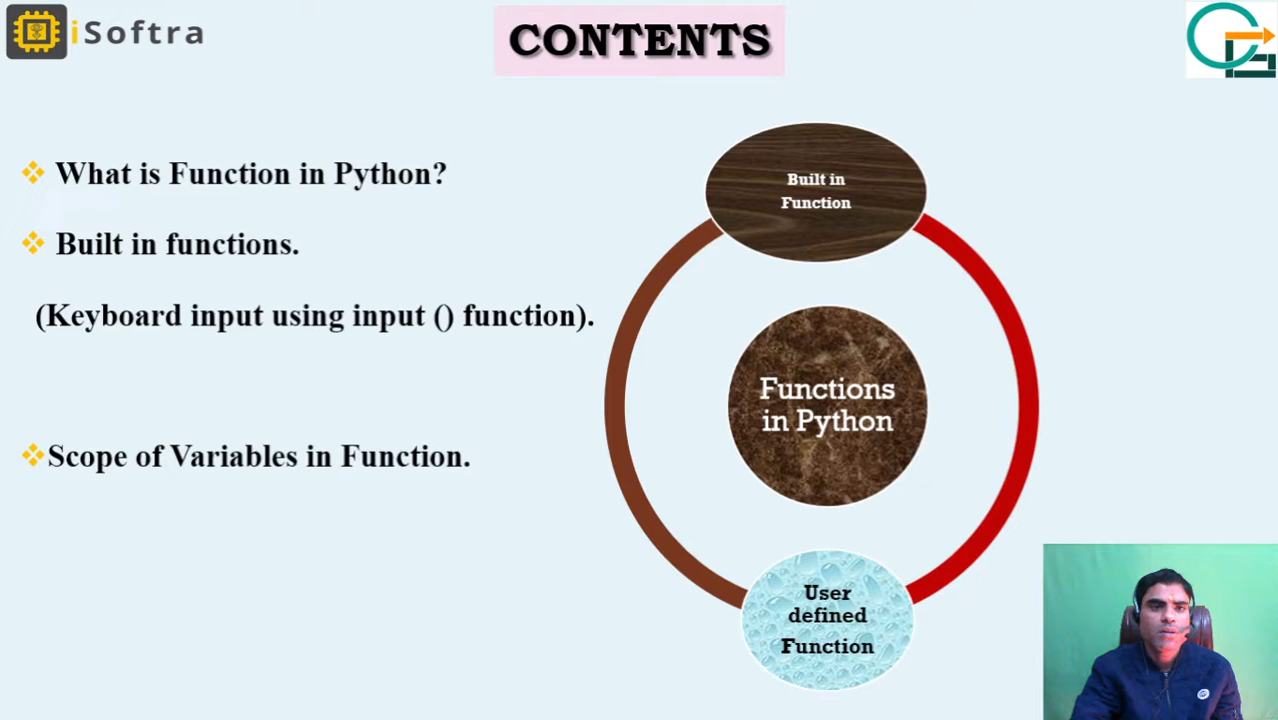 iSoftra
CONTENTS
What is Function in Python?
Built in functions.
(Keyboard input using input () function).
Scope of Variables in Function.
Built in
Function
Functions
in Python
User
defined
Function